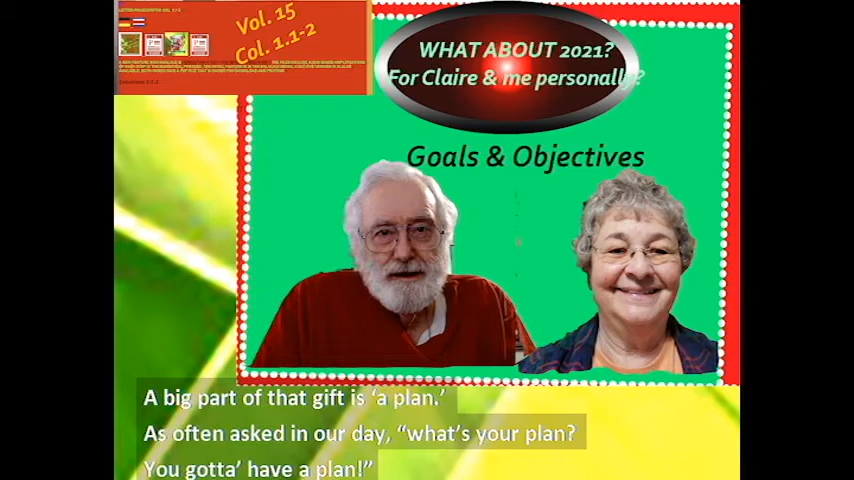 Vol. 15
Col. 1.1-2
WHAT ABOUT 2021?
For Claire & me personally?
Goals & Objectives
A big part of that gift is ‘a plan.’
As often asked in our day, “what’s your plan?
You gotta’ have a plan!”